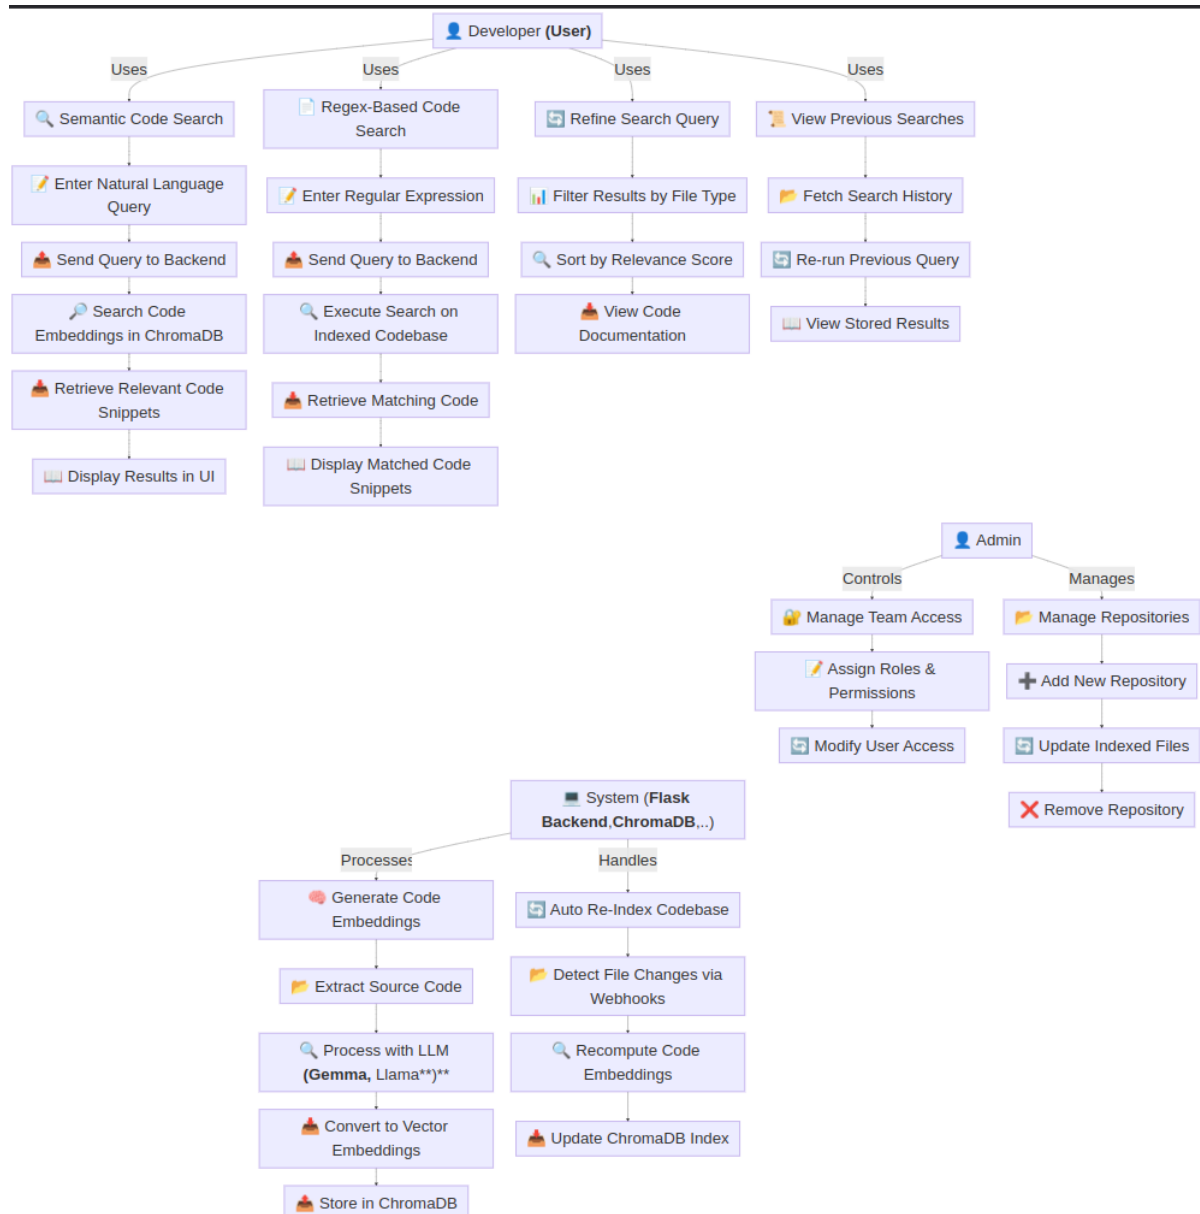 👤 Developer (User)
Uses
Uses
Uses
Uses
🔍 Semantic Code Search
📝 Enter Natural Language
Query
📤 Send Query to Backend
🔎 Search Code
Embeddings in ChromaDB
📥 Retrieve Relevant Code
Snippets
📖 Display Results in UI
📄 Regex-Based Code
Search
📝 Enter Regular Expression
📤 Send Query to Backend
🔍 Execute Search on
Indexed Codebase
📥 Retrieve Matching Code
📖 Display Matched Code
Snippets
🔄 Refine Search Query
📊 Filter Results by File Type
🔍 Sort by Relevance Score
📥 View Code
Documentation
📜 View Previous Searches
📂 Fetch Search History
🔄 Re-run Previous Query
📖 View Stored Results
👤 Admin
Controls
Manages
🔐 Manage Team Access
📝 Assign Roles &
Permissions
🔄 Modify User Access
📂 Manage Repositories
➕ Add New Repository
🔄 Update Indexed Files
❌ Remove Repository
💻 System (Flask
Backend,ChromaDB,..)
Processes
Handles
🧠 Generate Code
Embeddings
📂 Extract Source Code
🔍 Process with LLM
(Gemma, Llama**)**
📥 Convert to Vector
Embeddings
📤 Store in ChromaDB
🔄 Auto Re-Index Codebase
📂 Detect File Changes via
Webhooks
🔍 Recompute Code
Embeddings
📥 Update ChromaDB Index